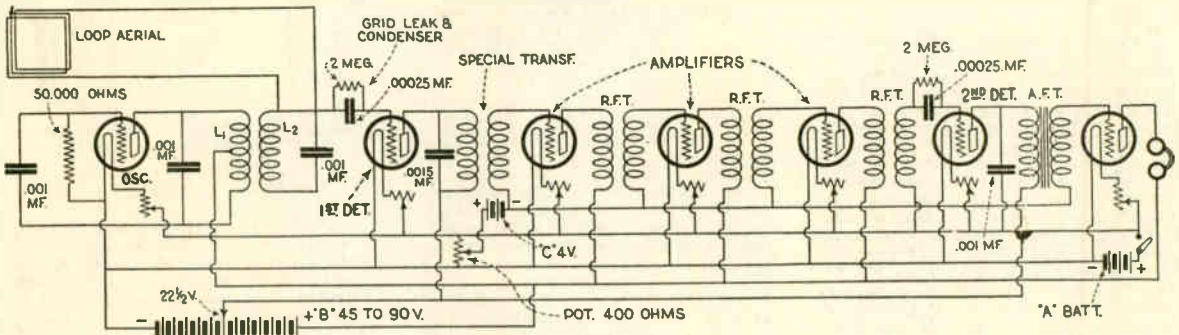 LOOP AERIAL
GRID LEAK &
CONDENSER
2 MEG.
.00025 MF.
SPECIAL TRANSF.
AMPLIFIERS
2 MEG.
.00025 MF.
50.000 OHMS
R.F.T.
R.F.T.
R.F.T.
2ND DET.
A.F.T.
L1
L2
.001
MF.
OSC.
.001
MF
.001
MF.
1ST DET.
.0015
MF
+
-
"C" 4V.
.001 MF
22½V.
-
+"B" 45 TO 90 V.
POT. 400 OHMS
-
+
"A" BATT.